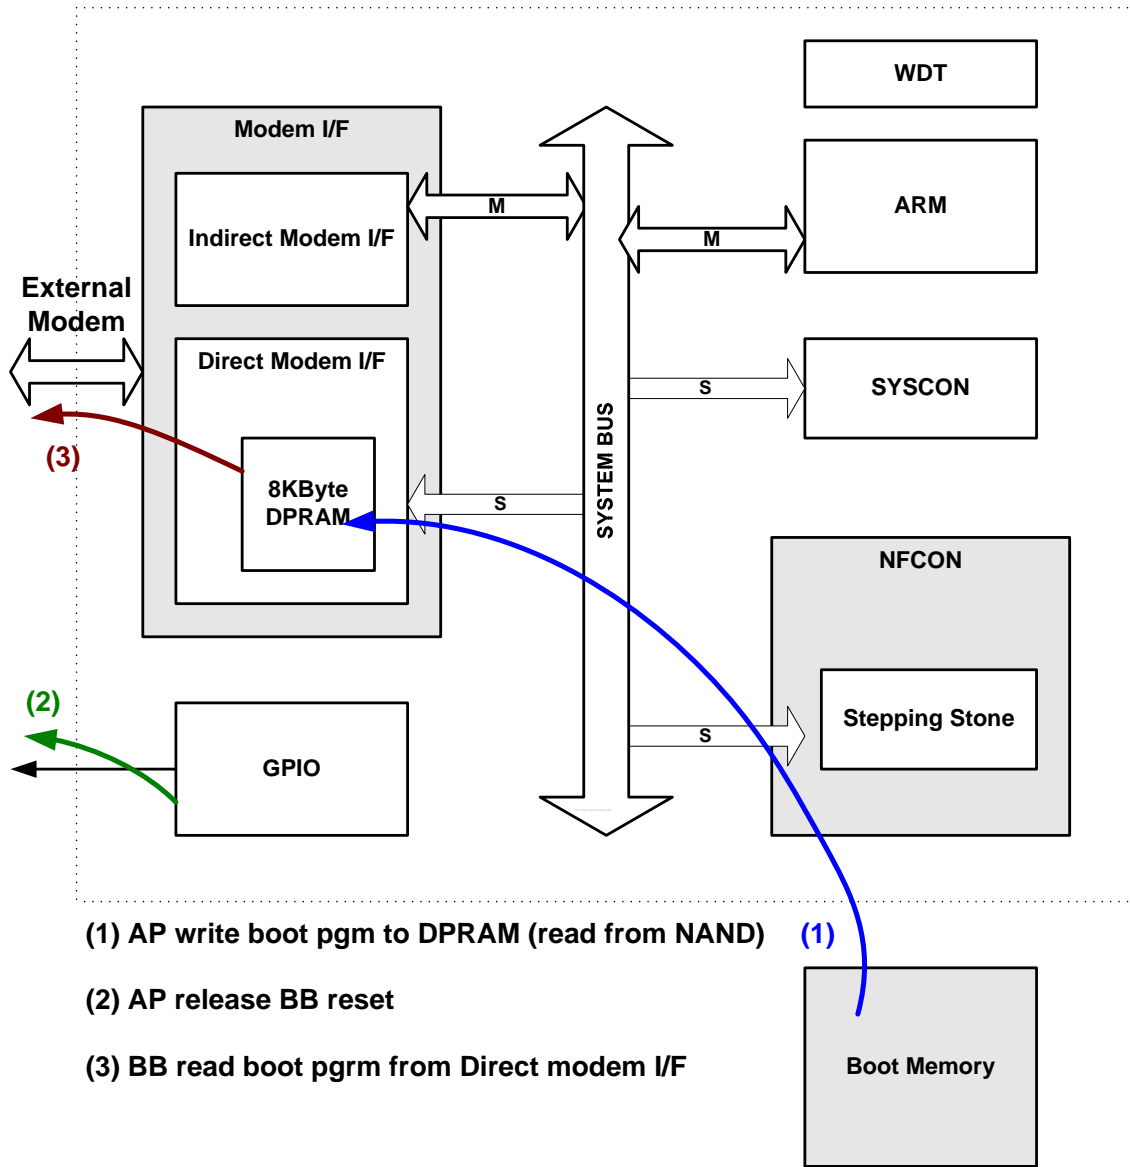 WDT
Modem I/F
ARM
M
Indirect Modem I/F
M
External
Modem
Direct Modem I/F
S
SYSCON
(3)
8KByte
DPRAM
S
SYSTEM BUS
NFCON
(2)
Stepping Stone
S
GPIO
(1) AP write boot pgm to DPRAM (read from NAND)
(1)
(2) AP release BB reset
(3) BB read boot pgrm from Direct modem I/F
Boot Memory